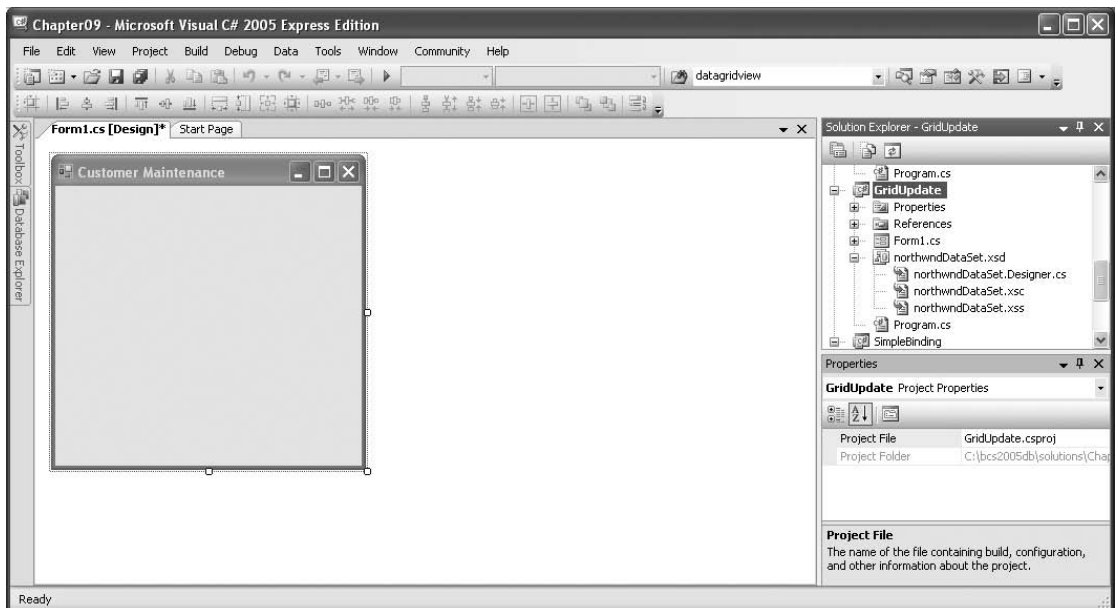 Chapter09 - Microsoft Visual C# 2005 Express Edition
File Edit View Project Build Debug Data Tools Window Community Help
datagridview
Form1.cs [Design]* Start Page
Toolbox
Database Explorer
Customer Maintenance
Solution Explorer - GridUpdate
Program.cs
GridUpdate
Properties
References
Form1.cs
northwndDataSet.xsd
northwndDataSet.Designer.cs
northwndDataSet.xsc
northwndDataSet.xss
Program.cs
SimpleBinding
Properties
GridUpdate Project Properties
Project File GridUpdate.csproj
Project Folder C:\bcs2005db\solutions\Chap
Project File
The name of the file containing build, configuration,
and other information about the project.
Ready